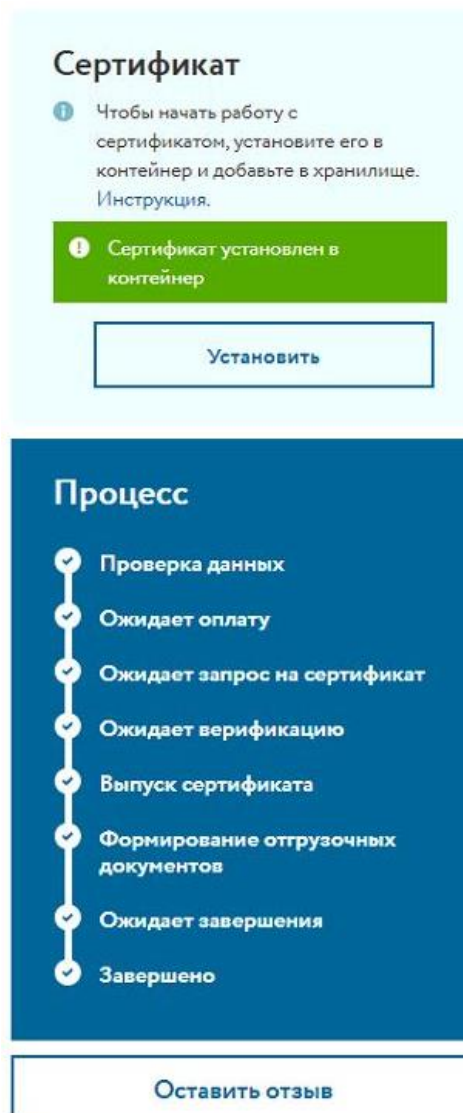 Сертификат
Чтобы начать работу с
сертификатом, установите его в
контейнер и добавьте в хранилище.
Инструкция.
Сертификат установлен в
контейнер
Установить
Процесс
Проверка данных
Ожидает оплату
Ожидает запрос на сертификат
Ожидает верификацию
Выпуск сертификата
Формирование отгрузочных
документов
Ожидает завершения
Завершено
Оставить отзыв